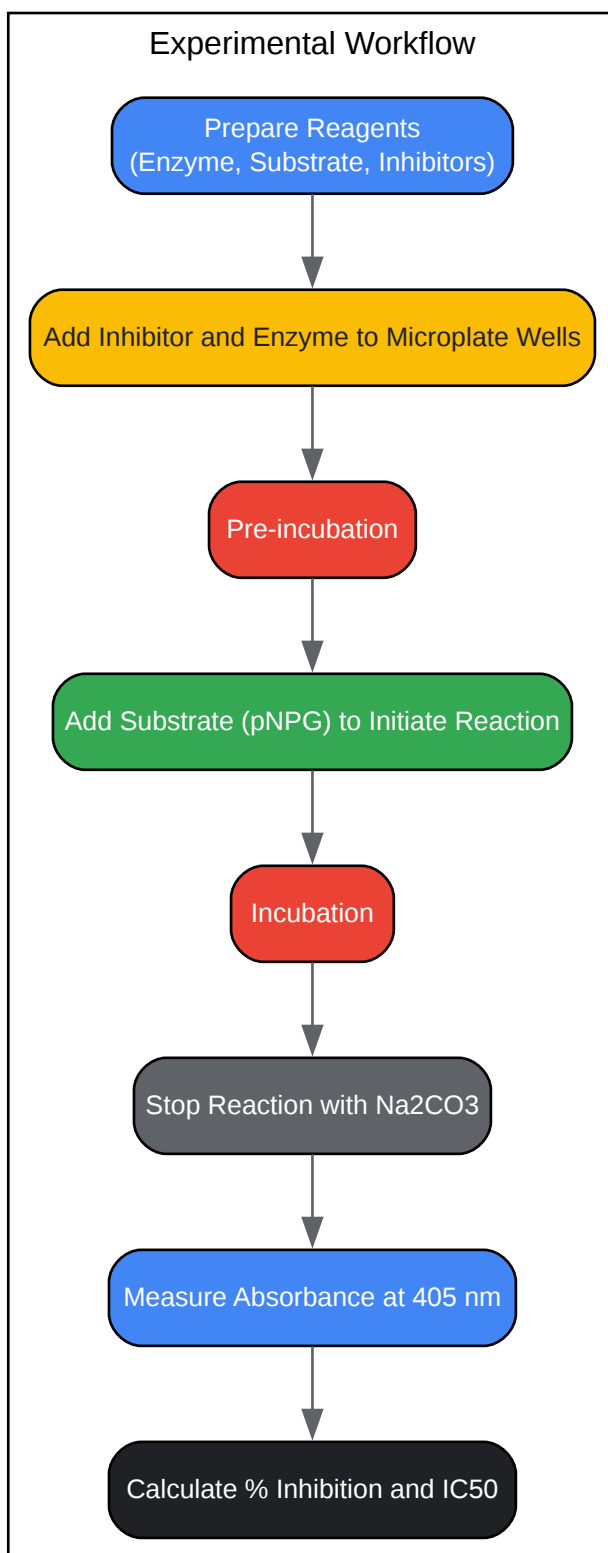 Experimental Workflow
Prepare Reagents
(Enzyme, Substrate, Inhibitors)
Add Inhibitor and Enzyme to Microplate Wells
Pre-incubation
Add Substrate (pNPG) to Initiate Reaction
Incubation
Stop Reaction with Na2CO3
Measure Absorbance at 405 nm
Calculate % Inhibition and IC50